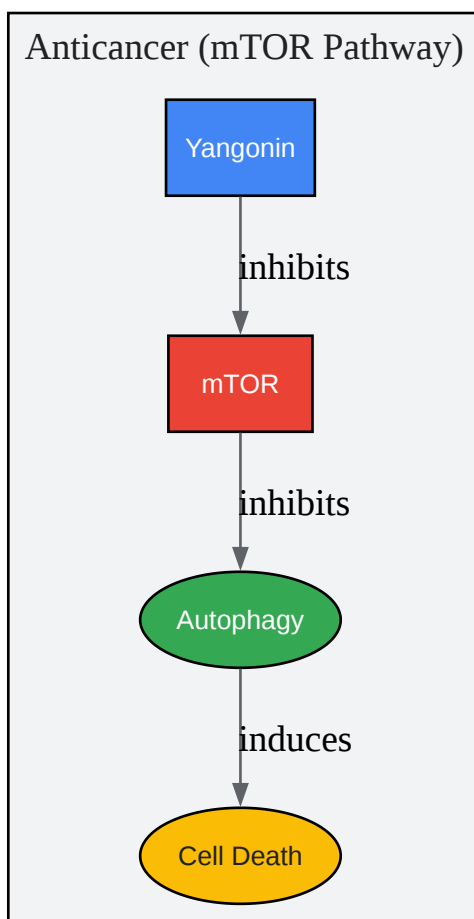 Anticancer (mTOR Pathway)
Yangonin
inhibits
mTOR
inhibits
Autophagy
induces
Cell Death